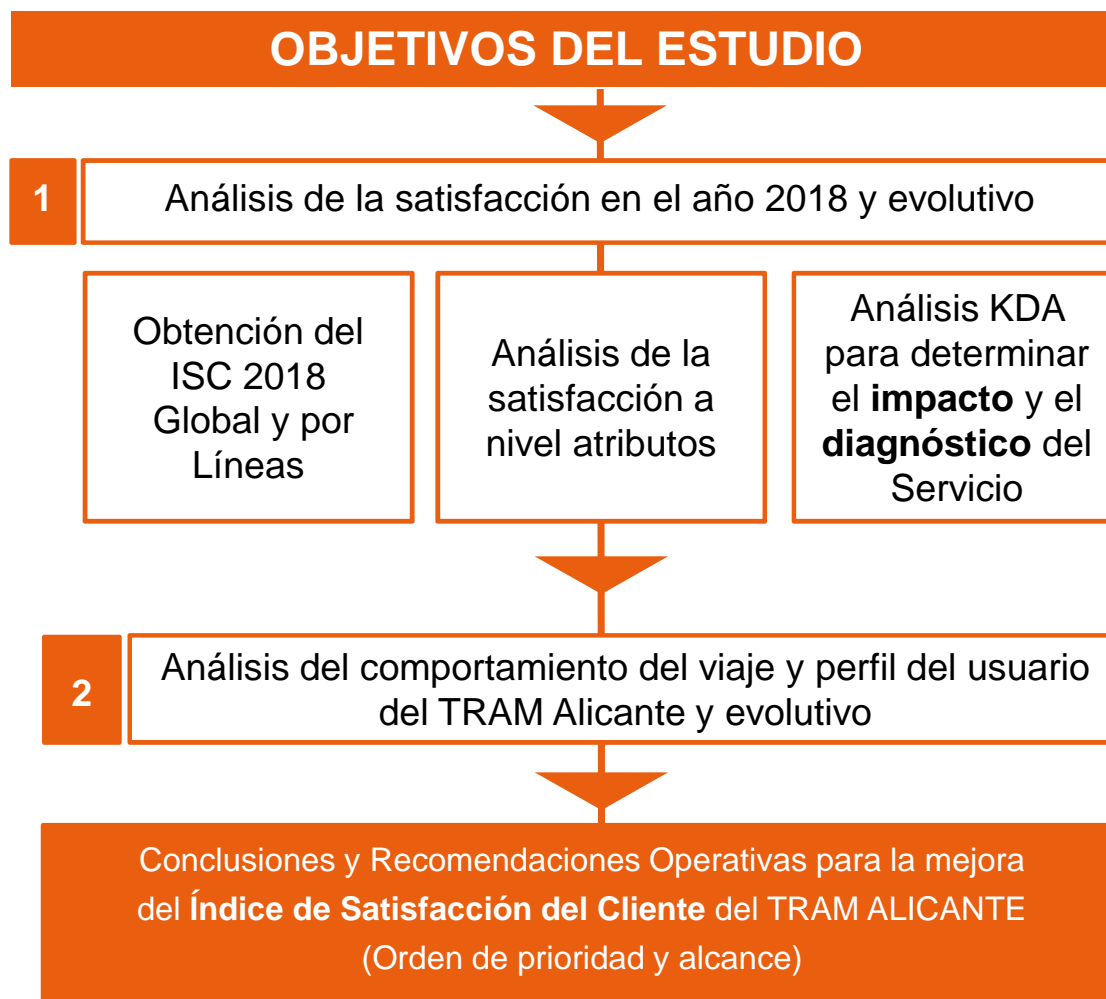 OBJETIVOS DEL ESTUDIO
1
Análisis de la satisfacción en el año 2018 y evolutivo
Obtención del
ISC 2018
Global y por
Líneas
Análisis de la
satisfacción a
nivel atributos
Análisis KDA
para determinar
el impacto y el
diagnóstico del
Servicio
2
Análisis del comportamiento del viaje y perfil del usuario
del TRAM Alicante y evolutivo
Conclusiones y Recomendaciones Operativas para la mejora
del Índice de Satisfacción del Cliente del TRAM ALICANTE
(Orden de prioridad y alcance)